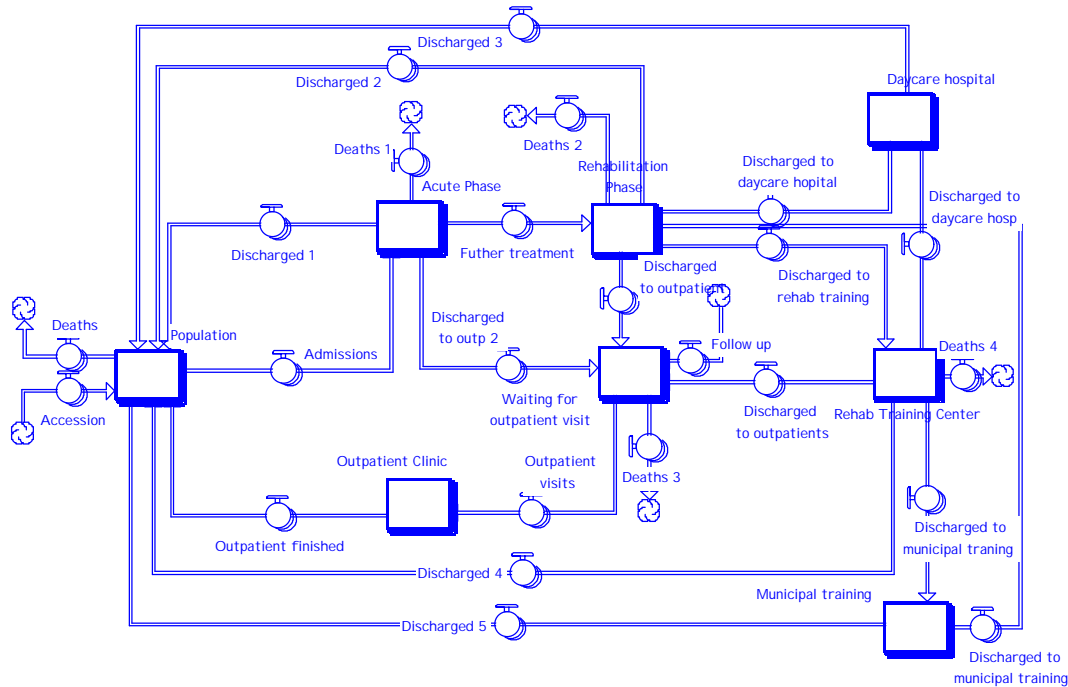 Discharged 3
Discharged 2
Daycare hospital
Deaths 1
Deaths 2
Rehabilitation
Phase
Discharged to
daycare hopital
Acute Phase
Discharged to
daycare hosp
Discharged 1
Futher treatment
Discharged
to outpatient
Discharged to
rehab training
Deaths
Population
Discharged
to outp 2
Follow up
Deaths 4
Admissions
Accession
Waiting for
outpatient visit
Discharged
to outpatients
Rehab Training Center
Outpatient Clinic
Outpatient
visits
Deaths 3
Outpatient finished
Discharged to
municipal traning
Discharged 4
Municipal training
Discharged 5
Discharged to
municipal training